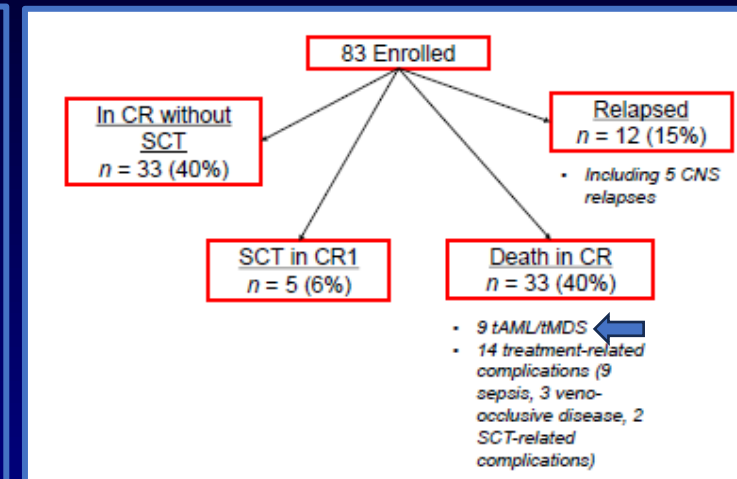 83 Enrolled
In CR without
SCT
n = 33 (40%)
Relapsed
n = 12 (15%)
• Including 5 CNS
relapses
SCT in CR1
n = 5 (6%)
Death in CR
n = 33 (40%)
• 9 tAML/tMDS
• 14 treatment-related
complications (9
sepsis, 3 veno-
occlusive disease, 2
SCT-related
complications)